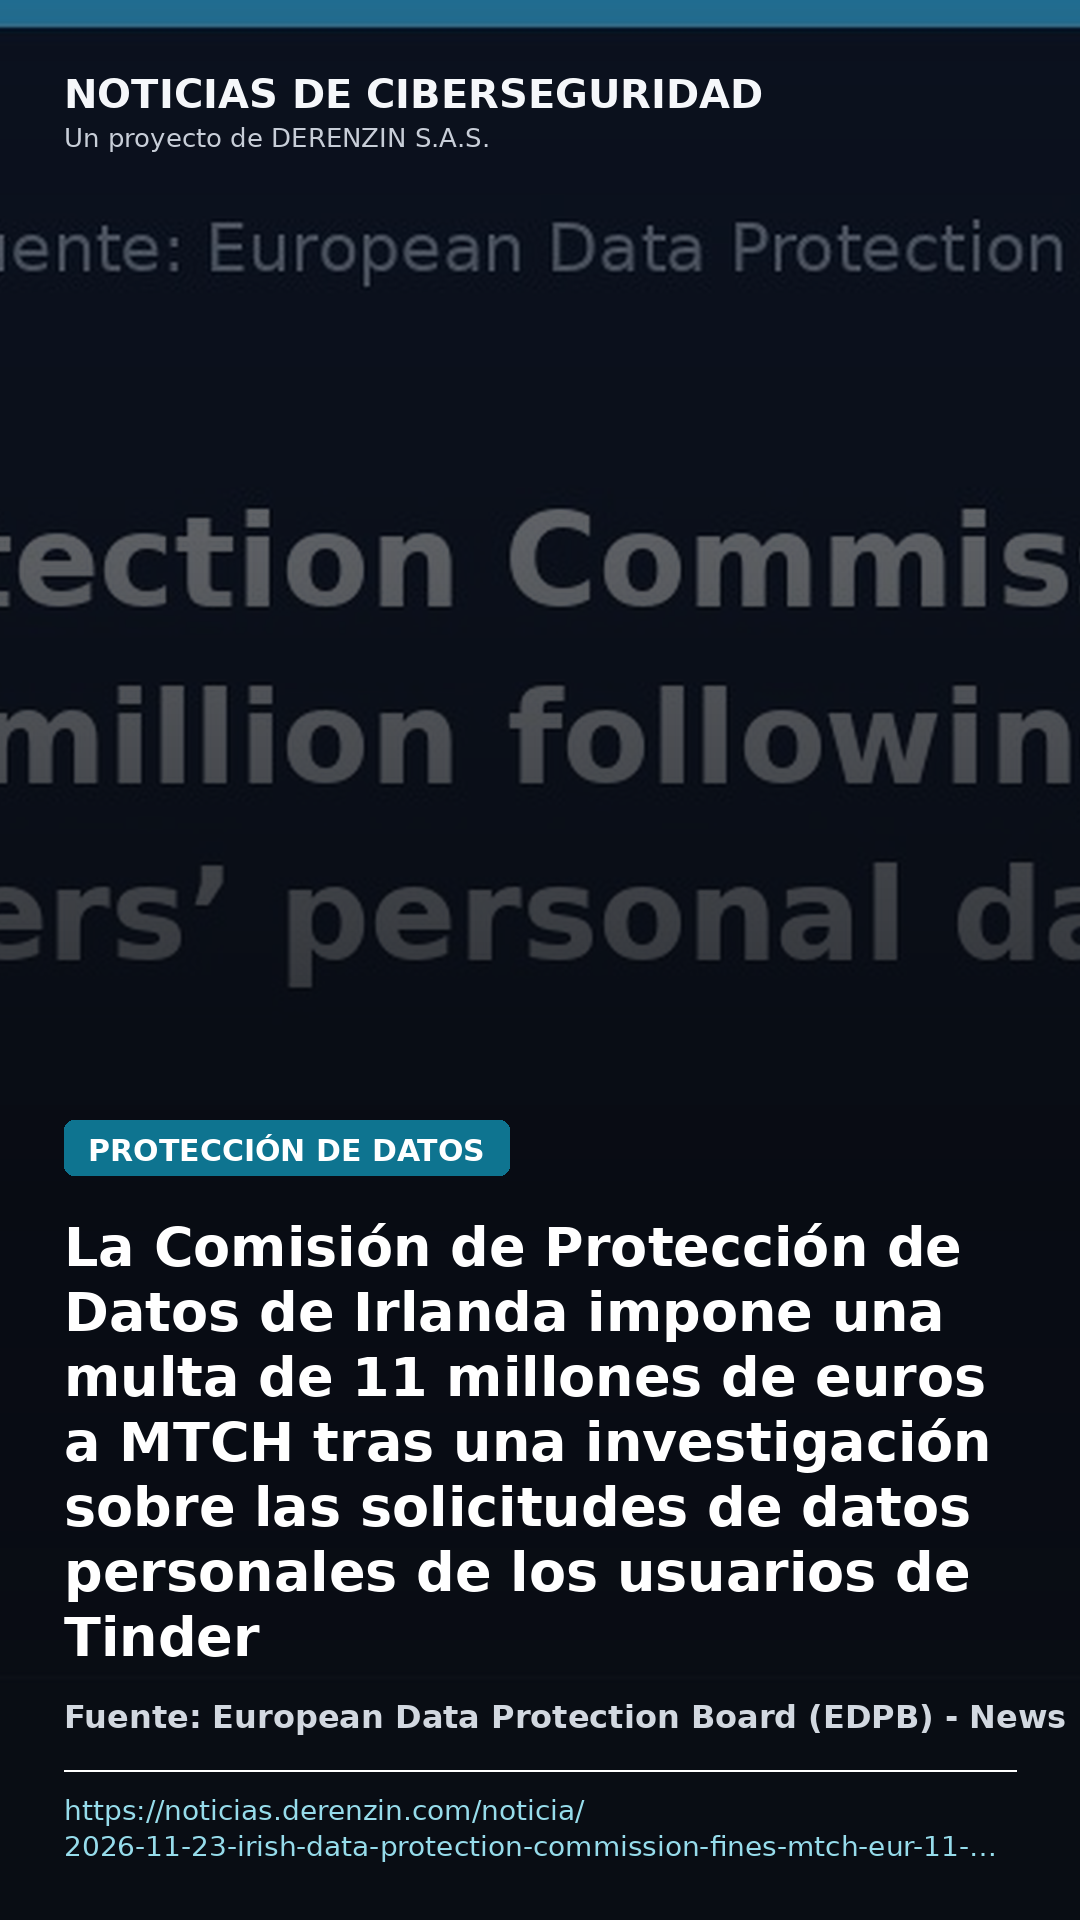 NOTICIAS DE CIBERSEGURIDAD
Un proyecto de DERENZIN S.A.S.
uente: European Data Protection
tection Commis
million followin
ers’ personal da
PROTECCIÓN DE DATOS
La Comisión de Protección de
Datos de Irlanda impone una
multa de 11 millones de euros
a MTCH tras una investigación
sobre las solicitudes de datos
personales de los usuarios de
Tinder
Fuente: European Data Protection Board (EDPB) - News
https://noticias.derenzin.com/noticia/
2026-11-23-irish-data-protection-commission-fines-mtch-eur-11-…